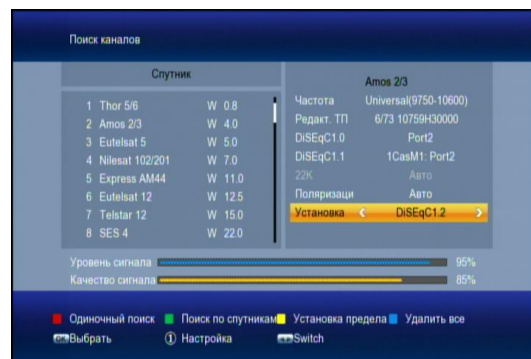 Поиск каналов
Спутник
1 Thor 5/6 W 0.8
2 Amos 2/3 W 4.0
3 Eutelsat 5 W 5.0
4 Nilesat 102/201 W 7.0
5 Express AM44 W 11.0
6 Eutelsat 12 W 12.5
7 Telstar 12 W 15.0
8 SES 4 W 22.0
Amos 2/3
Частота Universal(9750-10600)
Редакт. ТП 6/73 10759H30000
DiSEqC1.0 Port2
DiSEqC1.1 1CasM1: Port2
22K Авто
Поляризаци Авто
Установка DiSEqC1.2
Уровень сигнала 95%
Качество сигнала 85%
Одиночный поиск Поиск по спутникам Установка предела Удалить все
OK Выбрать 1 Настройка Switch